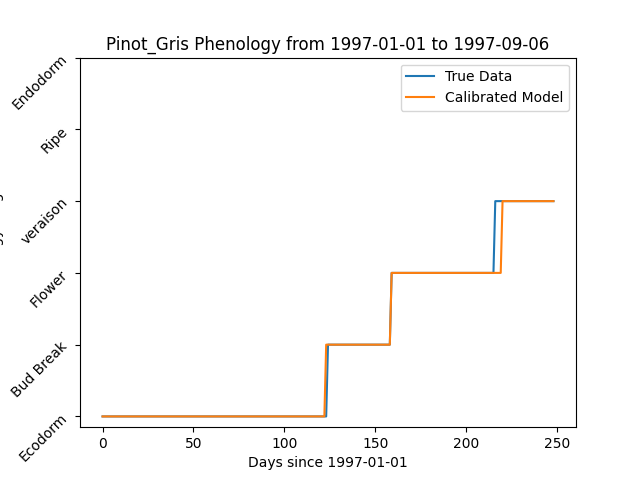 Pinot_Gris Phenology from 1997-01-01 to 1997-09-06
True Data
Calibrated Model
Endodorm
Ripe
veraison
Flower
Bud Break
Ecodorm
0 50 100 150 200 250
Days since 1997-01-01